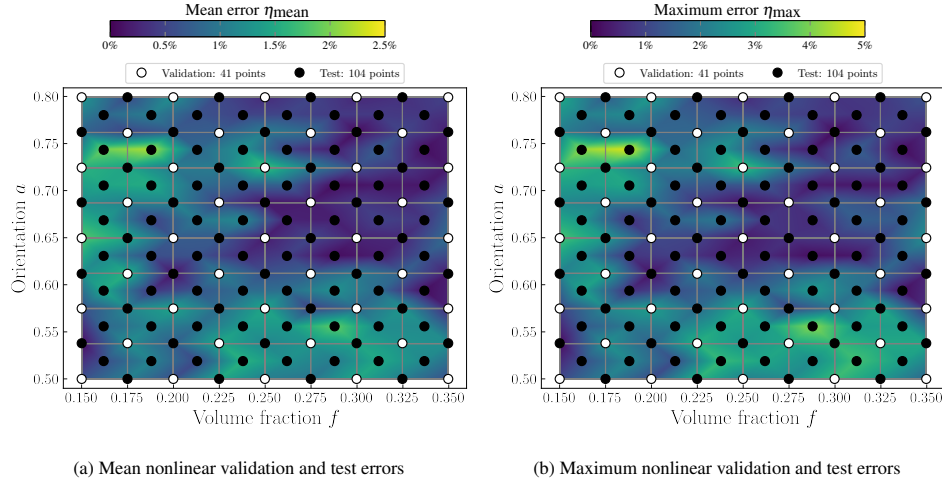 Mean error ηmean
0% 0.5% 1% 1.5% 2% 2.5%
Validation: 41 points Test: 104 points
0.80
0.75
0.70
0.65
0.60
0.55
0.50
Orientation a
0.150 0.175 0.200 0.225 0.250 0.275 0.300 0.325 0.350
Volume fraction f
(a) Mean nonlinear validation and test errors
Maximum error ηmax
0% 1% 2% 3% 4% 5%
Validation: 41 points Test: 104 points
0.80
0.75
0.70
0.65
0.60
0.55
0.50
Orientation a
0.150 0.175 0.200 0.225 0.250 0.275 0.300 0.325 0.350
Volume fraction f
(b) Maximum nonlinear validation and test errors